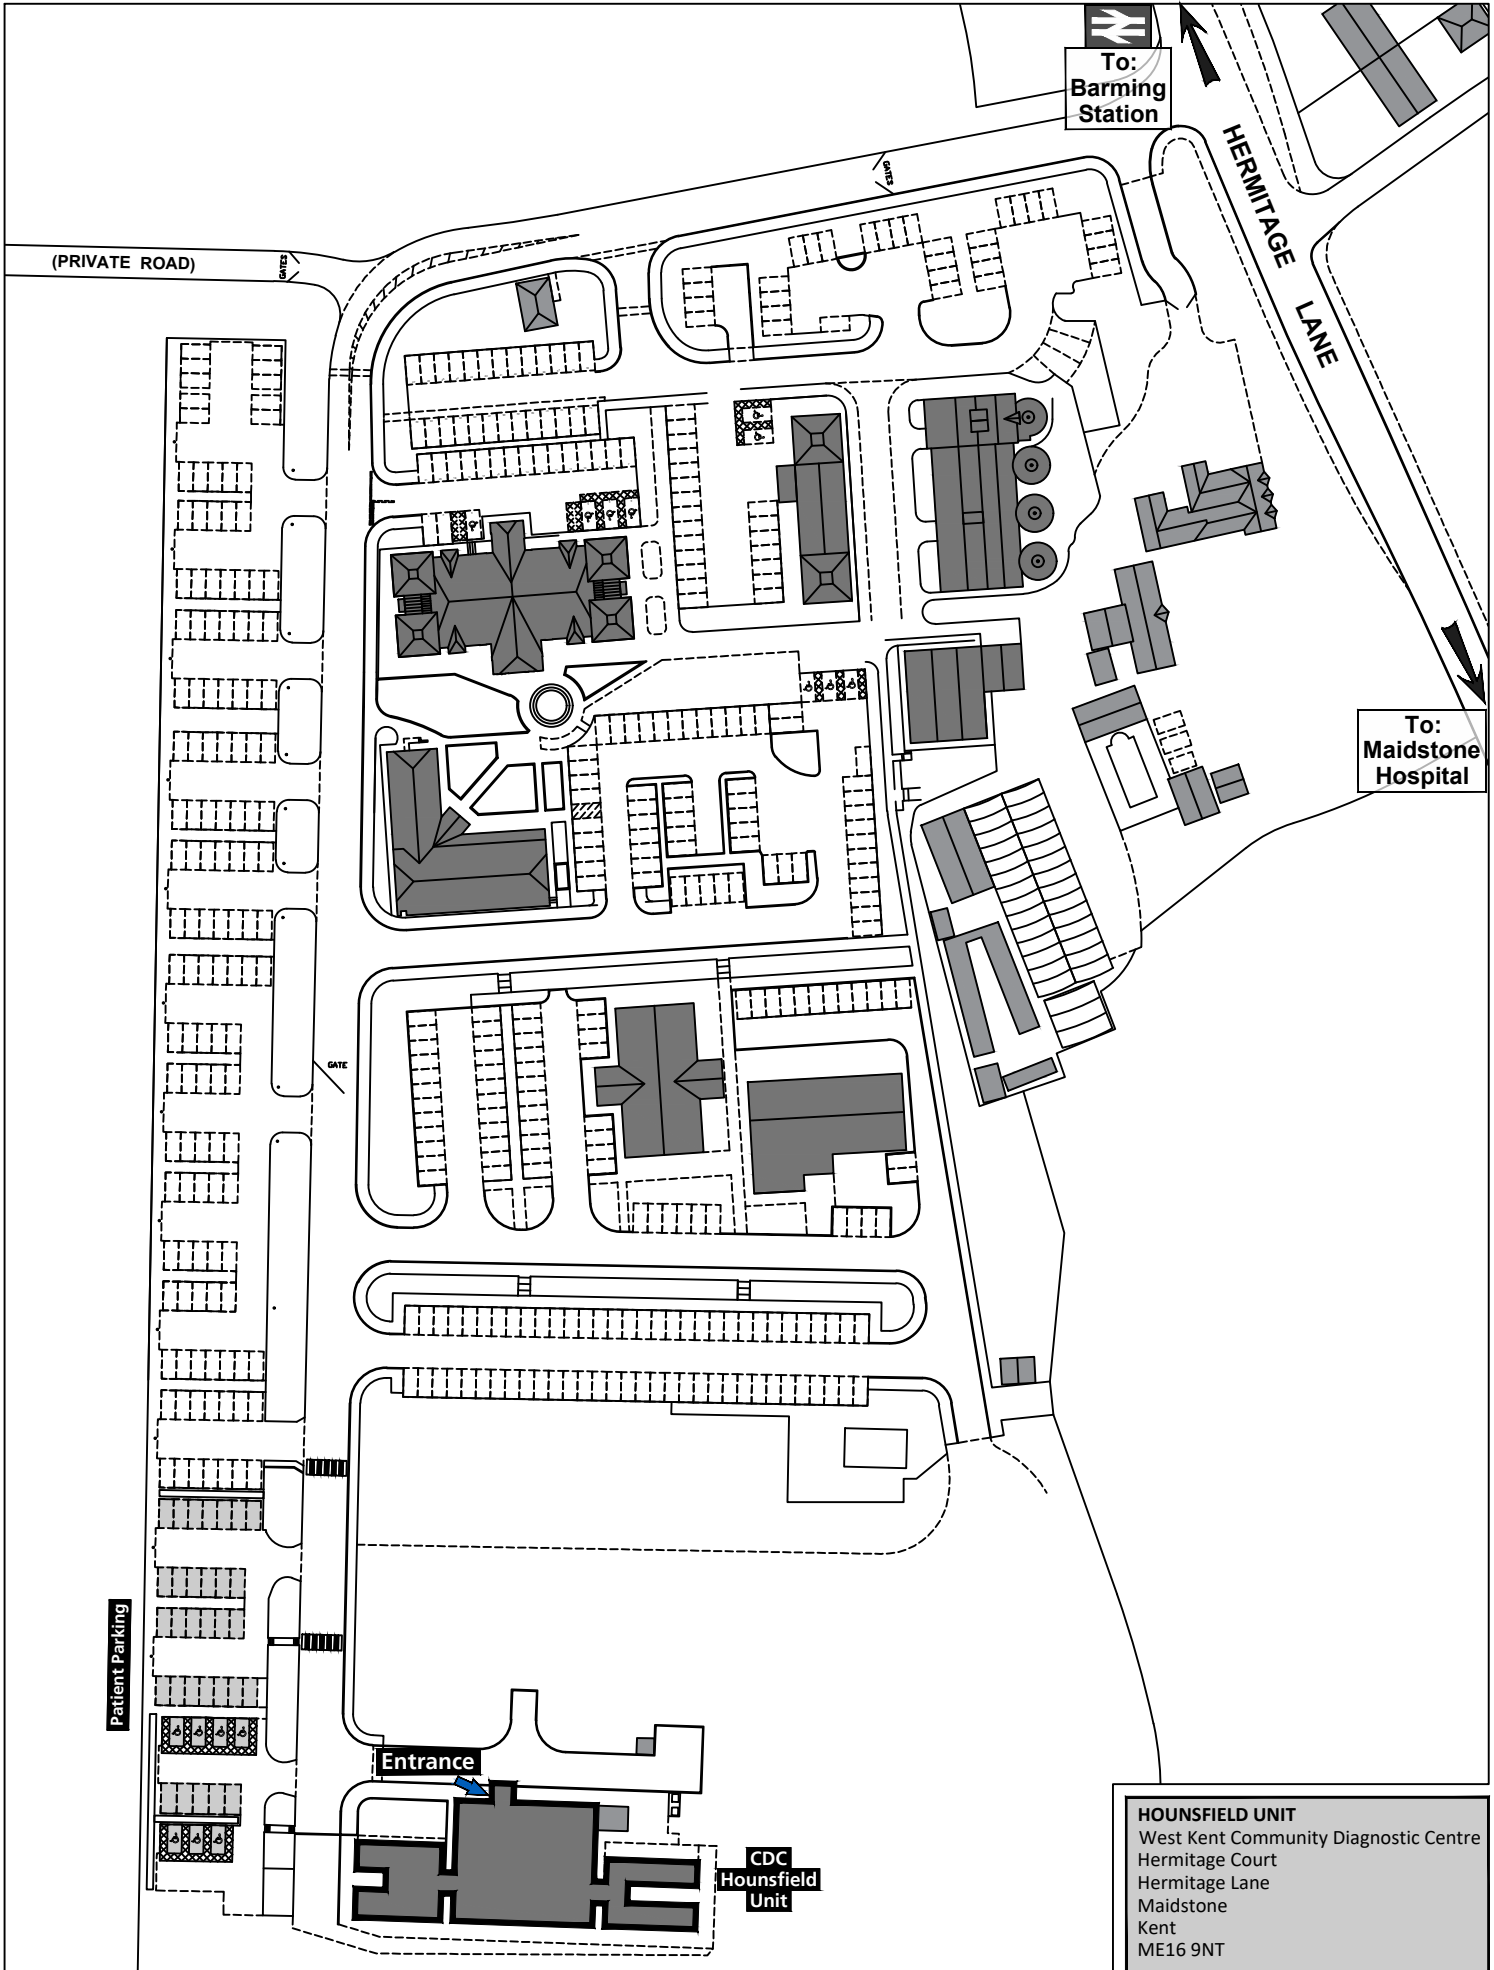 To:
Barming
Station
HERMITAGE LANE
GATES
(PRIVATE ROAD)
GATES
To:
Maidstone
Hospital
GATE
Patient Parking
Entrance
CDC
Hounsfield
Unit
HOUNSFIELD UNIT
West Kent Community Diagnostic Centre
Hermitage Court
Hermitage Lane
Maidstone
Kent
ME16 9NT